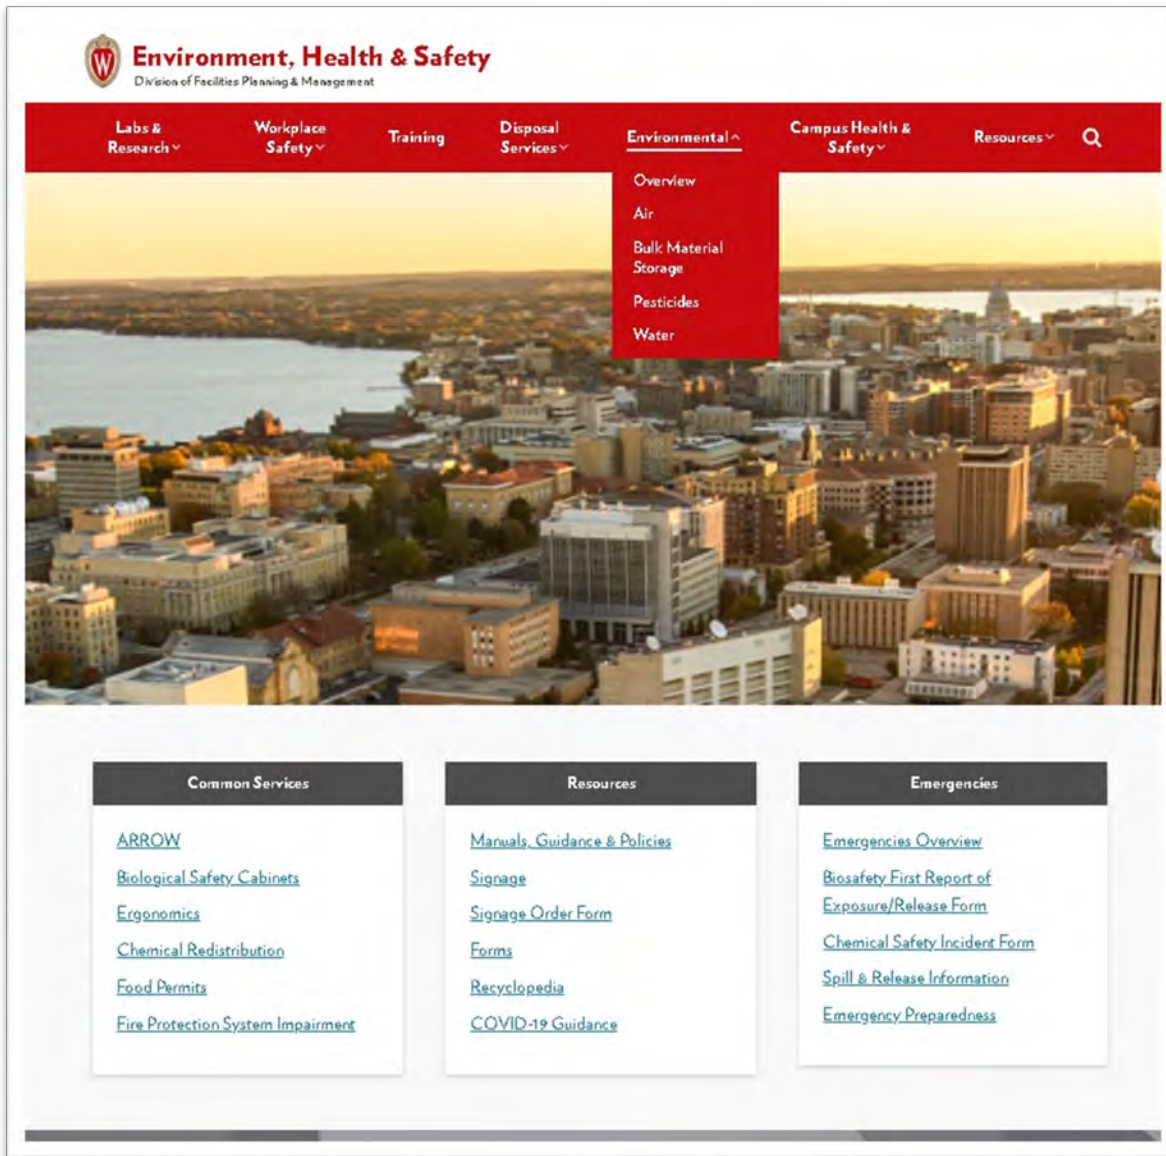 W
Environment, Health & Safety
Division of Facilities Planning & Management
Labs &
Research
Workplace
Safety
Training
Disposal
Services
Environmental
Campus Health &
Safety
Resources
Overview
Air
Bulk Material
Storage
Pesticides
Water
Common Services
ARROW
Biological Safety Cabinets
Ergonomics
Chemical Redistribution
Food Permits
Fire Protection System Impairment
Resources
Manuals, Guidance & Policies
Signage
Signage Order Form
Forms
Recyclopedia
COVID-19 Guidance
Emergencies
Emergencies Overview
Biosafety First Report of
Exposure/Release Form
Chemical Safety Incident Form
Spill & Release Information
Emergency Preparedness